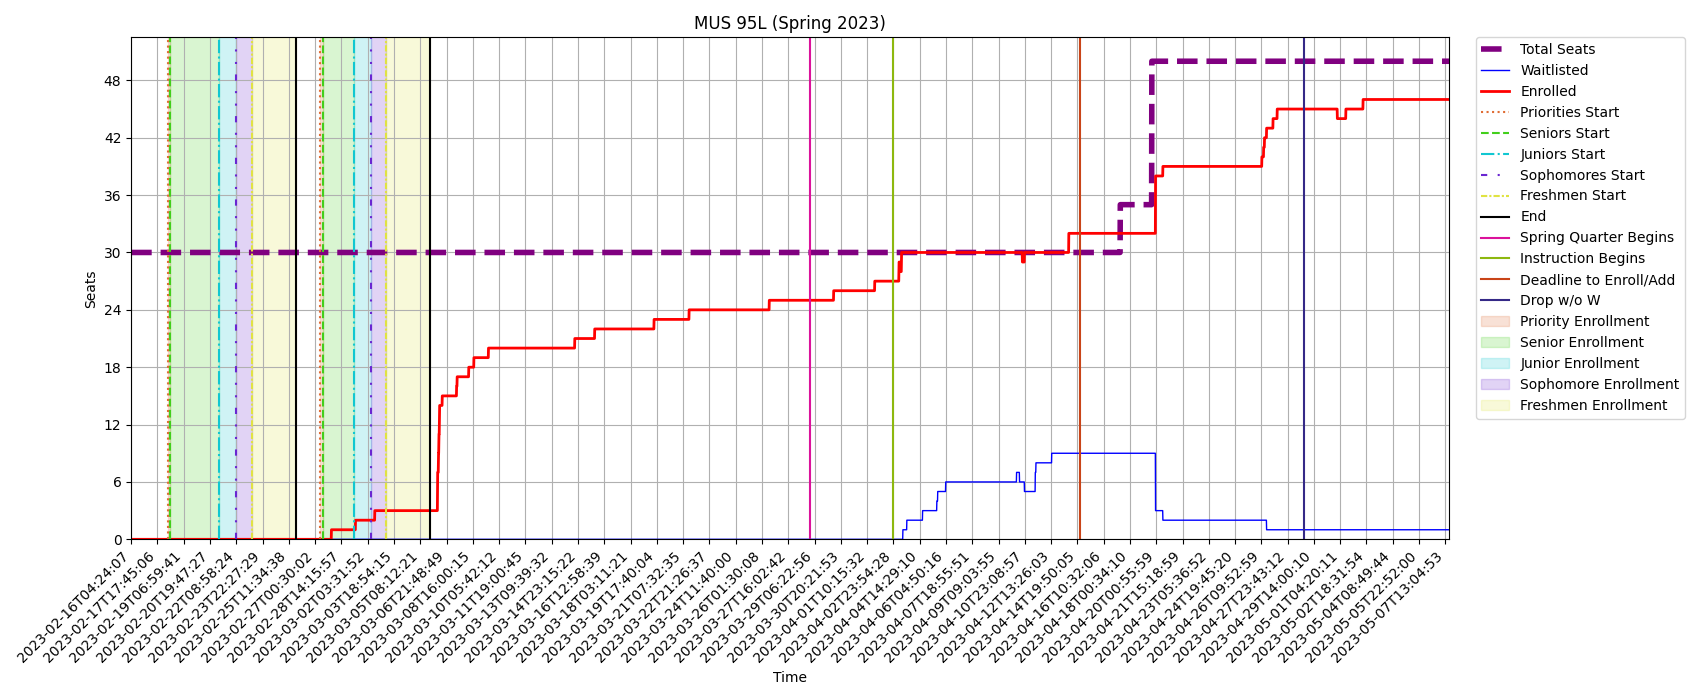 MUS 95L (Spring 2023)
Seats
48
42
36
30
24
18
12
6
0
2023-02-16T04:24:07
2023-02-17T17:45:06
2023-02-19T06:59:41
2023-02-20T19:47:27
2023-02-22T08:58:24
2023-02-23T22:27:29
2023-02-25T11:34:38
2023-02-27T00:30:02
2023-02-28T14:15:57
2023-03-02T03:31:52
2023-03-03T18:54:15
2023-03-05T08:12:21
2023-03-06T21:48:49
2023-03-08T16:00:15
2023-03-10T05:42:12
2023-03-11T19:00:45
2023-03-13T09:39:32
2023-03-14T23:15:22
2023-03-16T12:58:39
2023-03-18T03:11:21
2023-03-19T17:40:04
2023-03-21T07:32:35
2023-03-22T21:26:37
2023-03-24T11:40:00
2023-03-26T01:30:08
2023-03-27T16:02:42
2023-03-29T06:22:56
2023-03-30T20:21:53
2023-04-01T10:15:32
2023-04-02T23:54:28
2023-04-04T14:29:10
2023-04-06T04:50:16
2023-04-07T18:55:51
2023-04-09T09:03:55
2023-04-10T23:08:57
2023-04-12T13:26:03
2023-04-14T19:50:05
2023-04-16T10:32:06
2023-04-18T00:34:10
2023-04-20T00:55:59
2023-04-21T15:18:59
2023-04-23T05:36:52
2023-04-24T19:45:20
2023-04-26T09:52:59
2023-04-27T23:43:12
2023-04-29T14:00:10
2023-05-01T04:20:11
2023-05-02T18:31:54
2023-05-04T08:49:44
2023-05-05T22:52:00
2023-05-07T13:04:53
Time
Total Seats
Waitlisted
Enrolled
Priorities Start
Seniors Start
Juniors Start
Sophomores Start
Freshmen Start
End
Spring Quarter Begins
Instruction Begins
Deadline to Enroll/Add
Drop w/o W
Priority Enrollment
Senior Enrollment
Junior Enrollment
Sophomore Enrollment
Freshmen Enrollment